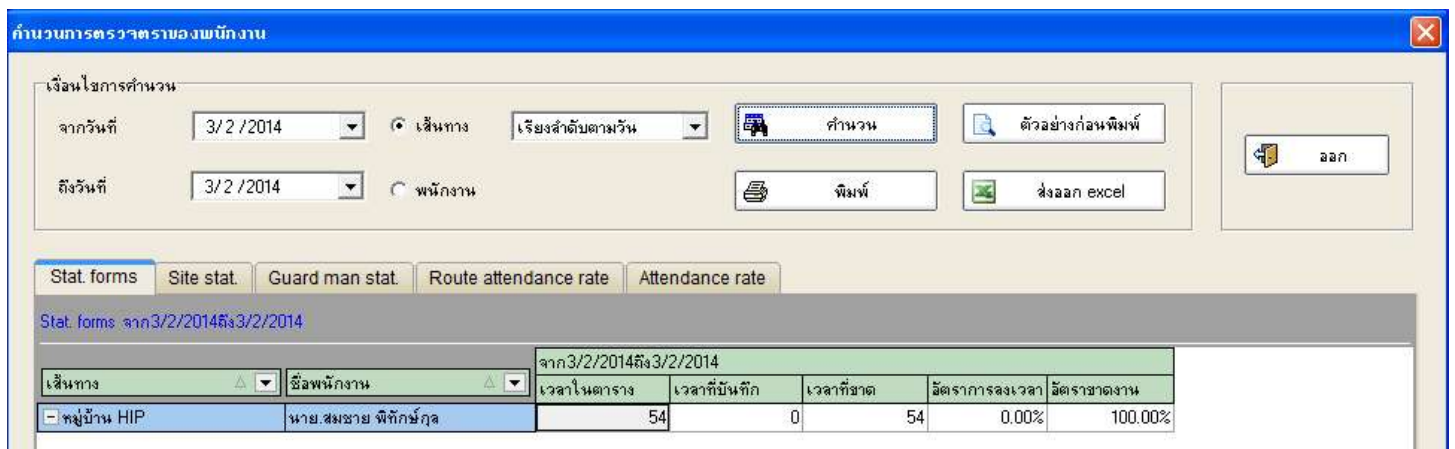 คำนวนการตรวจตราของพนักงาน
เงื่อนไขการคำนวน
จากวันที่ 3/ 2 /2014 เส้นทาง เรียงลำดับตามวัน คำนวน ตัวอย่างก่อนพิมพ์
ออก
ถึงวันที่ 3/ 2 /2014 พนักงาน พิมพ์ ส่งออก excel
Stat. forms Site stat. Guard man stat. Route attendance rate Attendance rate
Stat. forms จาก3/2/2014ถึง3/2/2014
จาก3/2/2014ถึง3/2/2014
เส้นทาง ชื่อพนักงาน เวลาในตาราง เวลาที่บันทึก เวลาที่ขาด อัตราการลงเวลา อัตราขาดงาน
หมู่บ้าน HIP นาย.สมชาย พิทักษ์กุล 54 0 54 0.00% 100.00%